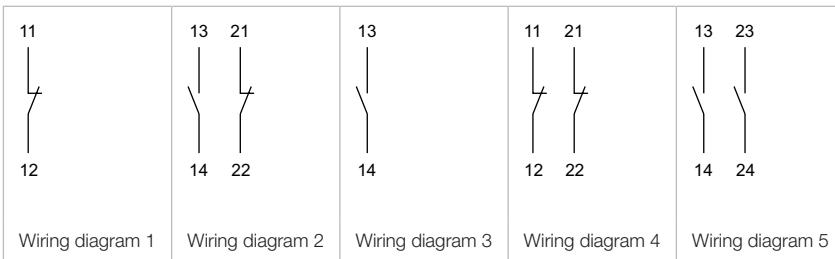 11
12
Wiring diagram 1
13 21
14 22
Wiring diagram 2
13
14
Wiring diagram 3
11 21
12 22
Wiring diagram 4
13 23
14 24
Wiring diagram 5